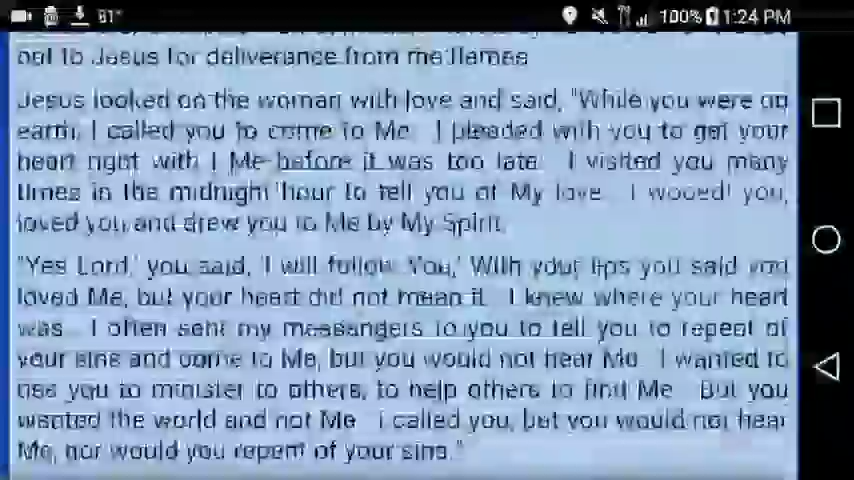 81° 100% 1:24 PM
out to Jesus for deliverance from the flames
Jesus looked on the woman with love and said, "While you were on
earth, I called you to come to Me. I pleaded with you to get your
heart right with I Me before it was too late. I visited you many
times in the midnight hour to tell you of My love. I wooed! you,
loved you and drew you to Me by My Spirit.
"Yes Lord,' you said, 'I will follow You,' With your lips you said you
loved Me, but your heart did not mean it. I knew where your heart
was. I often sent my messengers to you to tell you to repent of
your sins and come to Me, but you would not hear Me. I wanted to
use you to minister to others, to help others to find Me. But you
wanted the world and not Me. I called you, but you would not hear
Me, nor would you repent of your sins."